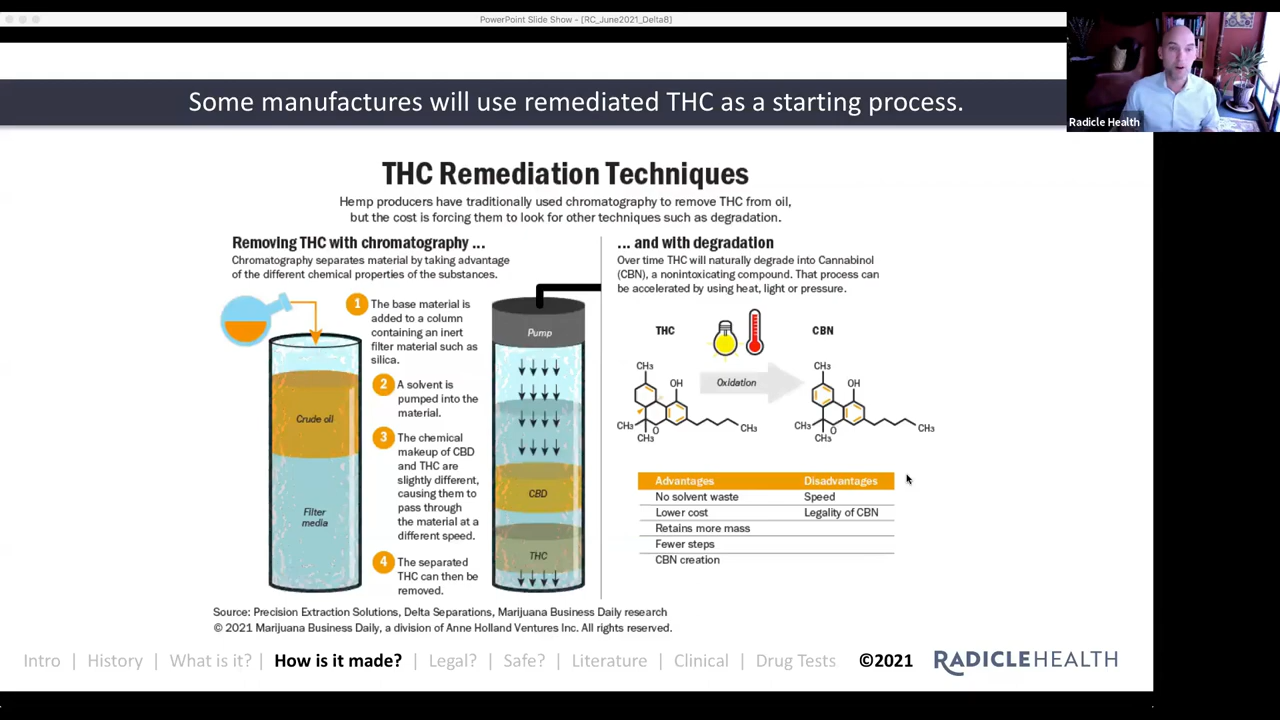 PowerPoint Slide Show - [RC_June2021_Delta8]
Radicle Health
Some manufactures will use remediated THC as a starting process.
THC Remediation Techniques
Hemp producers have traditionally used chromatography to remove THC from oil,
but the cost is forcing them to look for other techniques such as degradation.
Removing THC with chromatography ...
Chromatography separates material by taking advantage
of the different chemical properties of the substances.
1
The base material is
added to a column
containing an inert
filter material such as
silica.
2
A solvent is
pumped into the
material.
3
The chemical
makeup of CBD
and THC are
slightly different,
causing them to
pass through
the material at a
different speed.
4
The separated
THC can then be
removed.
Crude oil
Filter
media
Pump
CBD
THC
... and with degradation
Over time THC will naturally degrade into Cannabinol
(CBN), a nonintoxicating compound. That process can
be accelerated by using heat, light or pressure.
THC
CBN
CH3
OH
CH3
O
CH3
CH3
Oxidation
CH3
OH
CH3
O
CH3
CH3
Advantages Disadvantages
No solvent waste Speed
Lower cost Legality of CBN
Retains more mass
Fewer steps
CBN creation
Source: Precision Extraction Solutions, Delta Separations, Marijuana Business Daily research
© 2021 Marijuana Business Daily, a division of Anne Holland Ventures Inc. All rights reserved.
Intro | History | What is it? | How is it made? | Legal? | Safe? | Literature | Clinical | Drug Tests ©2021 RADICLEHEALTH